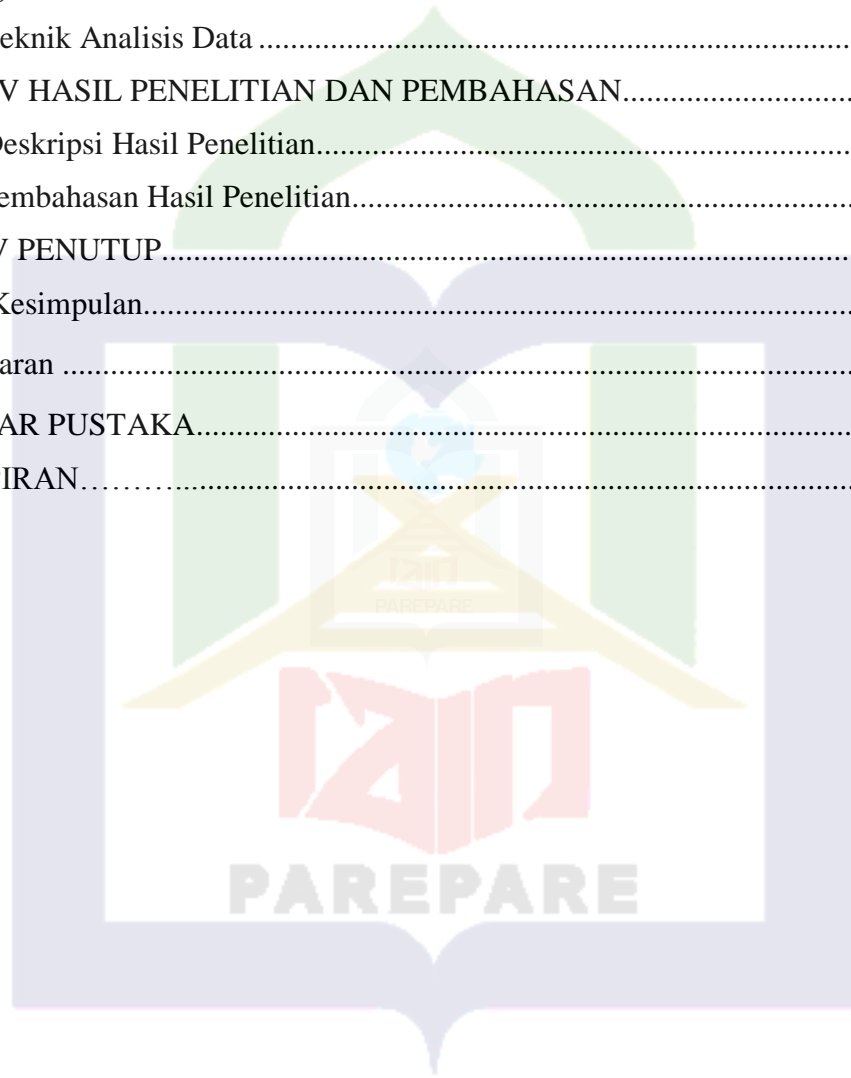 eknik Analisis Data ........................................................................
V HASIL PENELITIAN DAN PEMBAHASAN............................
Deskripsi Hasil Penelitian.................................................................
embahasan Hasil Penelitian............................................................
V PENUTUP.....................................................................................
Kesimpulan.......................................................................................
aran ..................................................................................................
AR PUSTAKA.................................................................................
PIRAN………...................................................................................
PAREPARE
PAREPARE